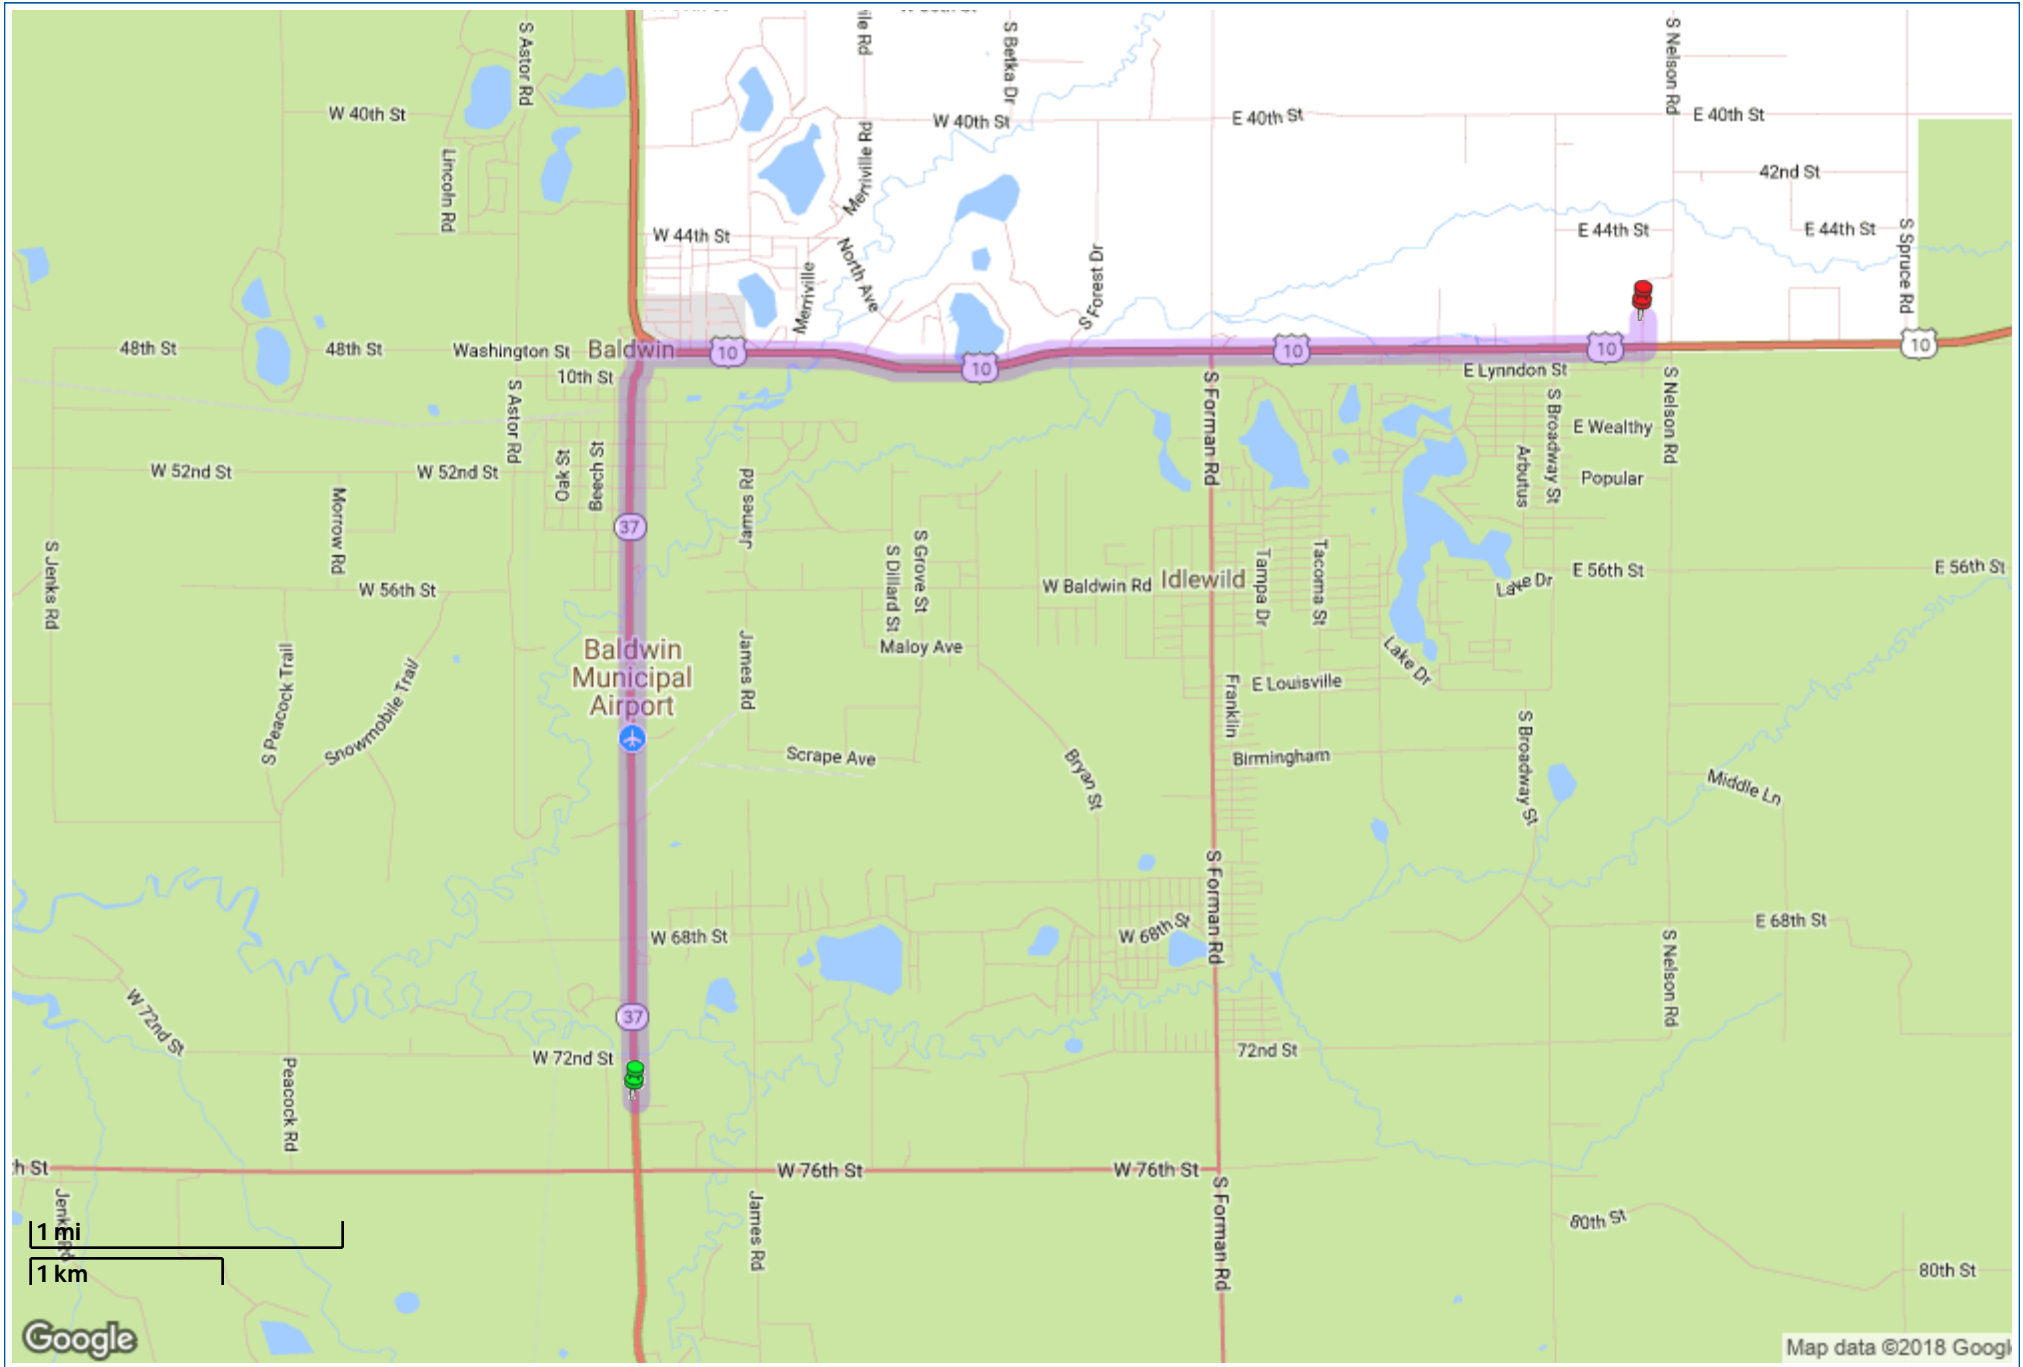 S Astor Rd
ile Rd
S Betka Dr
S Nelson Rd
W 40th St
W 40th St
E 40th St
E 40th St
Lincoln Rd
Merrville Rd
42nd St
W 44th St
North Ave
Merrville
S Forest Dr
E 44th St
E 44th St
S Spruce Rd
48th St
48th St
Washington St
Baldwin
10
10
10
10
10
10th St
E Lynndon St
S Astor Rd
S Forman Rd
S Broadway St
S Nelson Rd
E Wealthy
W 52nd St
W 52nd St
Oak St
Beech St
James Rd
Arbutus
Popular
Morrow Rd
37
S Jenks Rd
S Dillard St
S Grove St
Tampa Dr
Tacoma St
W 56th St
W Baldwin Rd
Idlewild
Lake Dr
E 56th St
E 56th St
S Peacock Trail
Snowmobile Trail
Baldwin
Municipal
Airport
James Rd
Maloy Ave
Lake Dr
Franklin
E Louisville
S Broadway St
Scrape Ave
Bryan St
Birmingham
Middle Ln
S Forman Rd
W 68th St
W 68th St
E 68th St
S Nelson Rd
W 72nd St
37
W 72nd St
72nd St
Peacock Rd
th St
W 76th St
W 76th St
Jenks Rd
James Rd
S Forman Rd
80th St
80th St
1 mi
1 km
Google
Map data ©2018 Googl